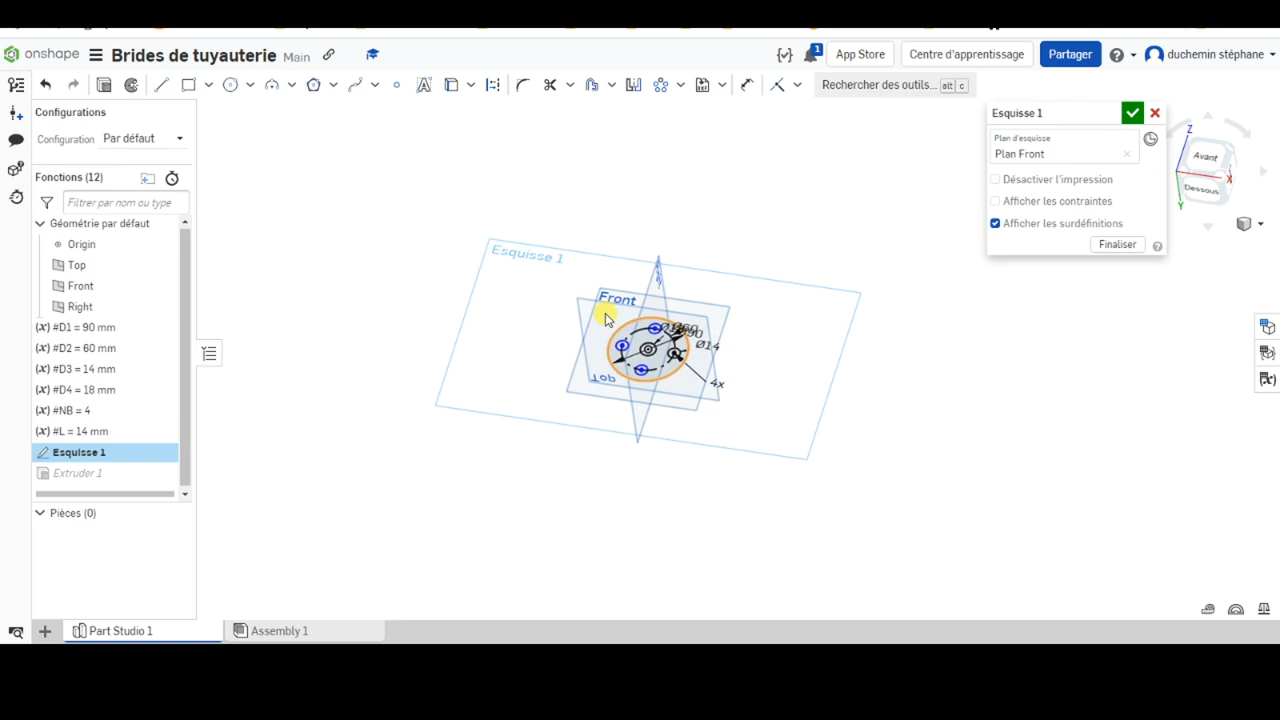 onshape
Brides de tuyauterie Main
1
App Store
Centre d'apprentissage
Partager
duchemin stéphane
Rechercher des outils... alt c
Configurations
Configuration Par défaut
Fonctions (12)
Filtrer par nom ou type
Géométrie par défaut
Origin
Top
Front
Right
(x) #D1 = 90 mm
(x) #D2 = 60 mm
(x) #D3 = 14 mm
(x) #D4 = 18 mm
(x) #NB = 4
(x) #L = 14 mm
Esquisse 1
Extruder 1
Pièces (0)
Esquisse 1
Front
Top
Ø14
4x
Esquisse 1
Plan d'esquisse
Plan Front
Désactiver l'impression
Afficher les contraintes
Afficher les surdéfinitions
Finaliser
Z
Avant
X
Dessous
Y
Part Studio 1
Assembly 1